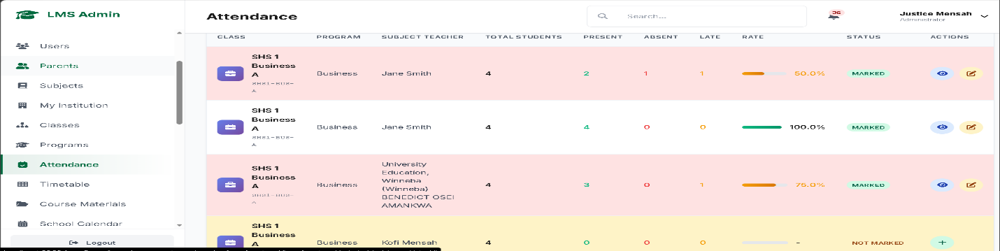 LMS Admin
Attendance
Search...
36
Justice Mensah
Administrator
Users
Parents
Subjects
My Institution
Classes
Programs
Attendance
Timetable
Course Materials
School Calendar
Logout
CLASS PROGRAM SUBJECT TEACHER TOTAL STUDENTS PRESENT ABSENT LATE RATE STATUS ACTIONS
SHS 1
Business
A
SHS1-BUS-
A
Business Jane Smith 4 2 1 1 50.0% MARKED
SHS 1
Business
A
SHS1-BUS-
A
Business Jane Smith 4 4 0 0 100.0% MARKED
SHS 1
Business
A
SHS1-BUS-
A
Business
University
Education,
Winneba
(Winneba)
BENEDICT OSEI
AMANKWA
4 3 0 1 75.0% MARKED
SHS 1
Business
A
Business Kofi Mensah 4 0 0 0 - NOT MARKED